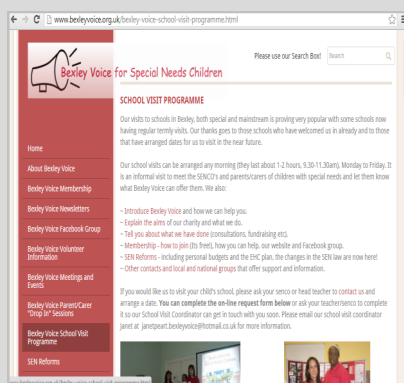 www.bexleyvoice.org.uk/bexley-voice-school-visit-programme.html
Please use our Search Box!
Search
Bexley Voice for Special Needs Children
SCHOOL VISIT PROGRAMME
Our visits to schools in Bexley, both special and mainstream is proving very popular with some schools now
having regular termly visits. Our thanks goes to those schools who have welcomed us in already and to those
that have arranged dates for us to visit in the near future.
Our school visits can be arranged any morning (they last about 1-2 hours, 9.30-11.30am), Monday to Friday. It
is an informal visit to meet the SENCO's and parents/carers of children with special needs and let them know
what Bexley Voice can offer them. We also:
~ Introduce Bexley Voice and how we can help you.
~ Explain the aims of our charity and what we do.
~ Tell you about what we have done (consultations, fundraising etc).
~ Membership - how to join (its free), how you can help, our website and Facebook group.
~ SEN Reforms - including personal budgets and the EHC plan, the changes in the SEN law are now here!
~ Other contacts and local and national groups that offer support and information.
If you would like us to visit your child's school, please ask your senco or head teacher to contact us and
arrange a date. You can complete the on-line request form below or ask your teacher/senco to complete
it so our School Visit Coordinator can get in touch with you soon. Please email our school visit coordinator
Janet at janetpeart.bexleyvoice@hotmail.co.uk for more information.
Home
About Bexley Voice
Bexley Voice Membership
Bexley Voice Newsletters
Bexley Voice Facebook Group
Bexley Voice Volunteer
Information
Bexley Voice Meetings and
Events
Bexley Voice Parent/Carer
"Drop In" Sessions
Bexley Voice School Visit
Programme
SEN Reforms